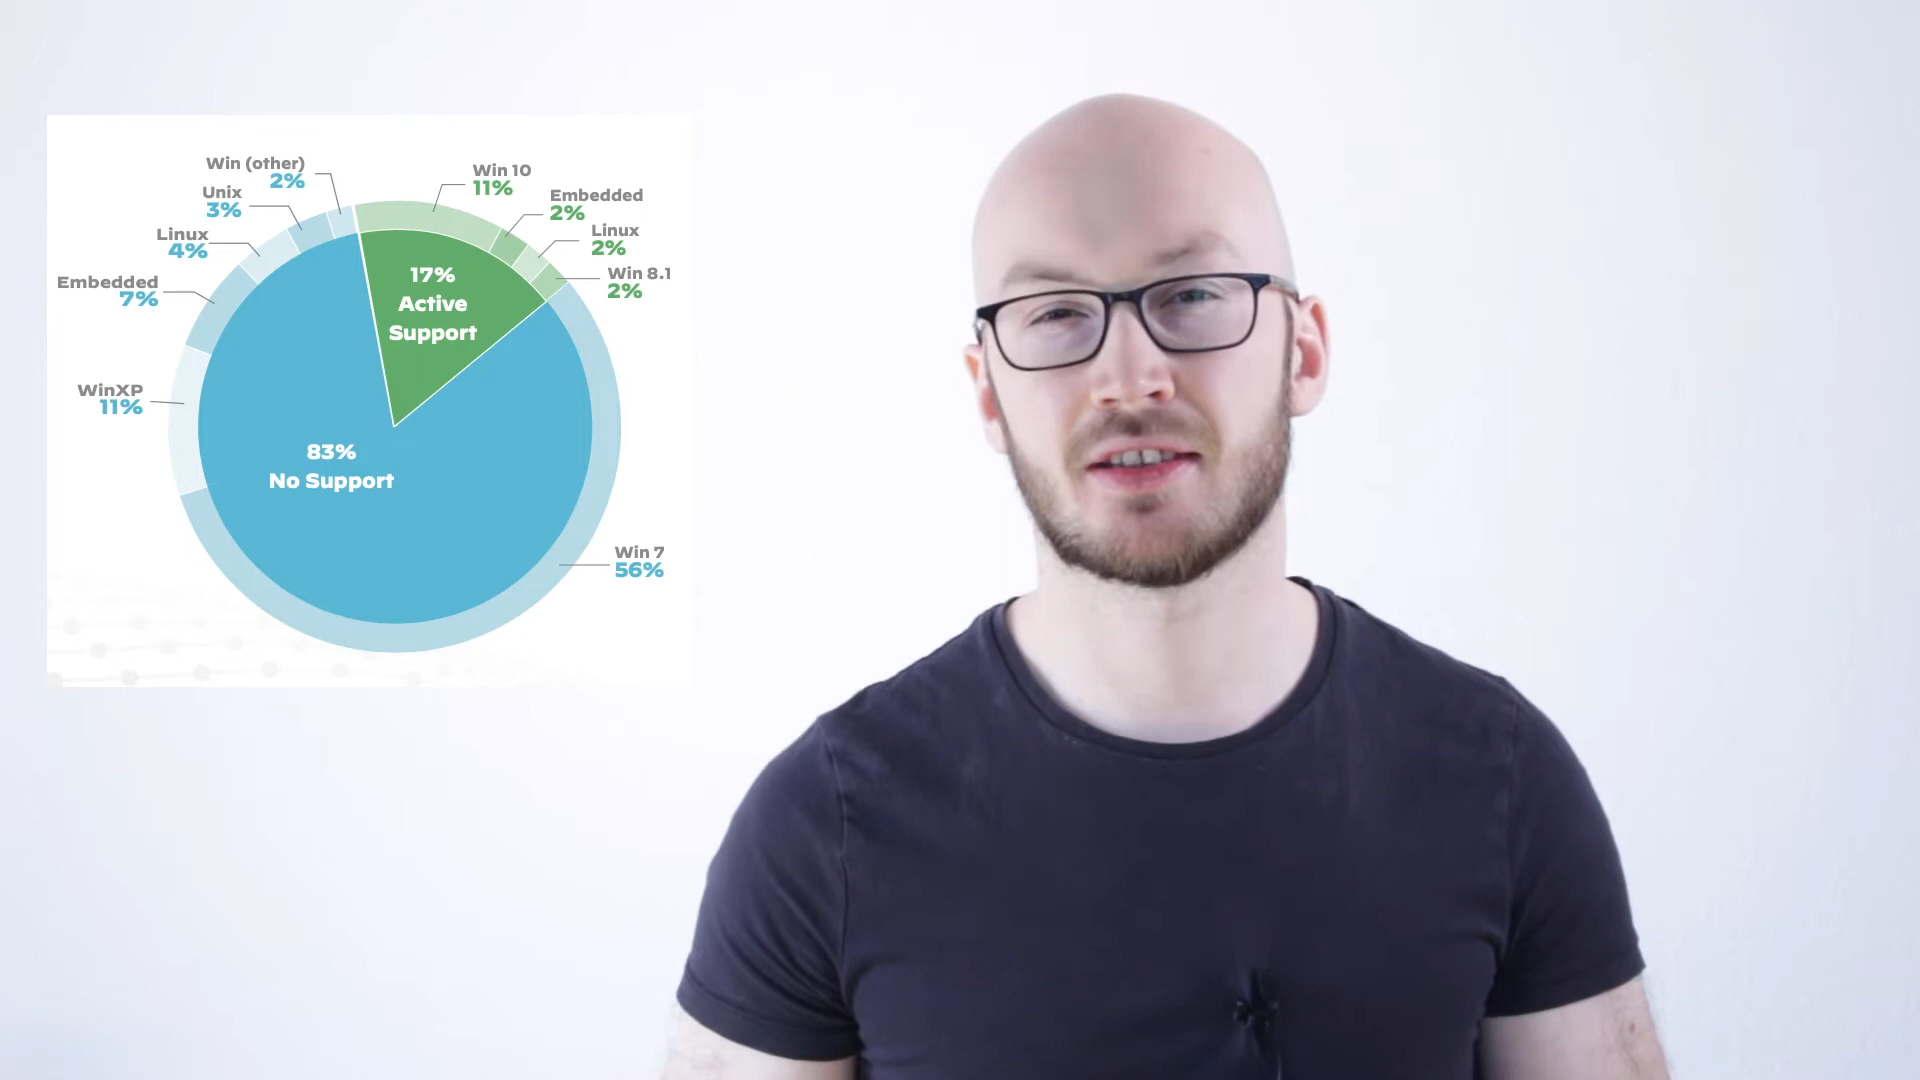 Win (other)
2%
Unix
3%
Linux
4%
Embedded
7%
WinXP
11%
Win 10
11%
Embedded
2%
Linux
2%
Win 8.1
2%
17%
Active
Support
83%
No Support
Win 7
56%